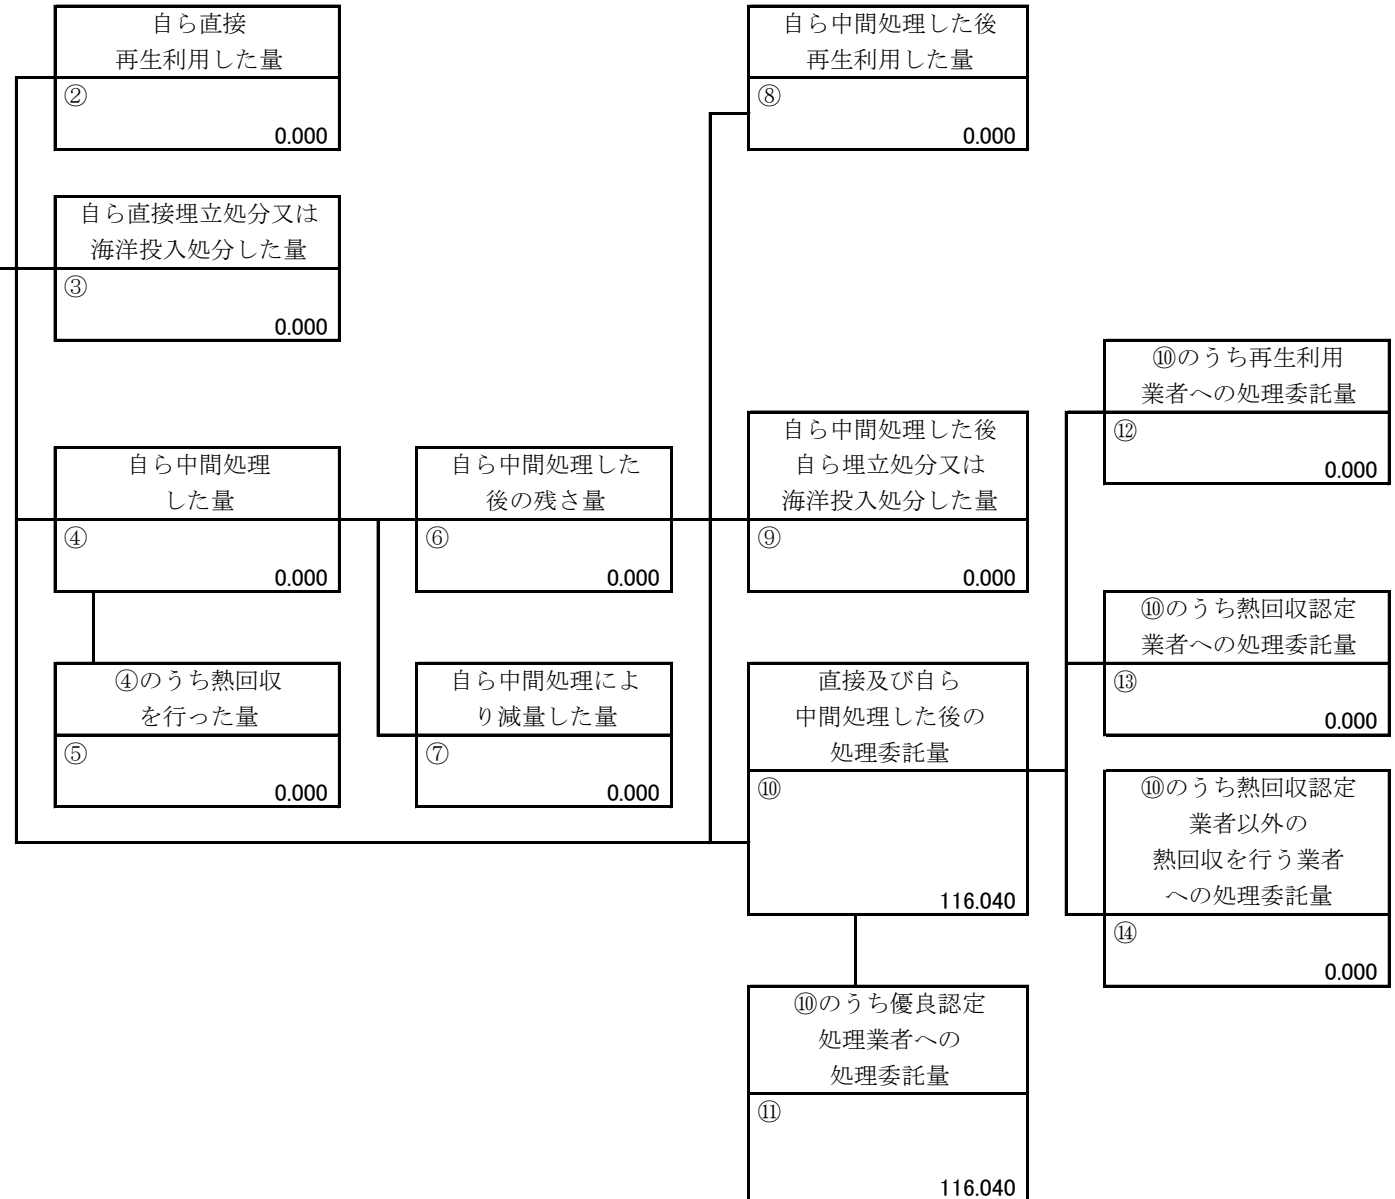 自ら直接
再生利用した量
②
0.000
自ら直接埋立処分又は
海洋投入処分した量
③
0.000
自ら中間処理
した量
④
0.000
④のうち熱回収
を行った量
⑤
0.000
自ら中間処理した
後の残さ量
⑥
0.000
自ら中間処理によ
り減量した量
⑦
0.000
自ら中間処理した後
再生利用した量
⑧
0.000
自ら中間処理した後
自ら埋立処分又は
海洋投入処分した量
⑨
0.000
直接及び自ら
中間処理した後の
処理委託量
⑩
116.040
⑩のうち優良認定
処理業者への
処理委託量
⑪
116.040
⑩のうち再生利用
業者への処理委託量
⑫
0.000
⑩のうち熱回収認定
業者への処理委託量
⑬
0.000
⑩のうち熱回収認定
業者以外の
熱回収を行う業者
への処理委託量
⑭
0.000